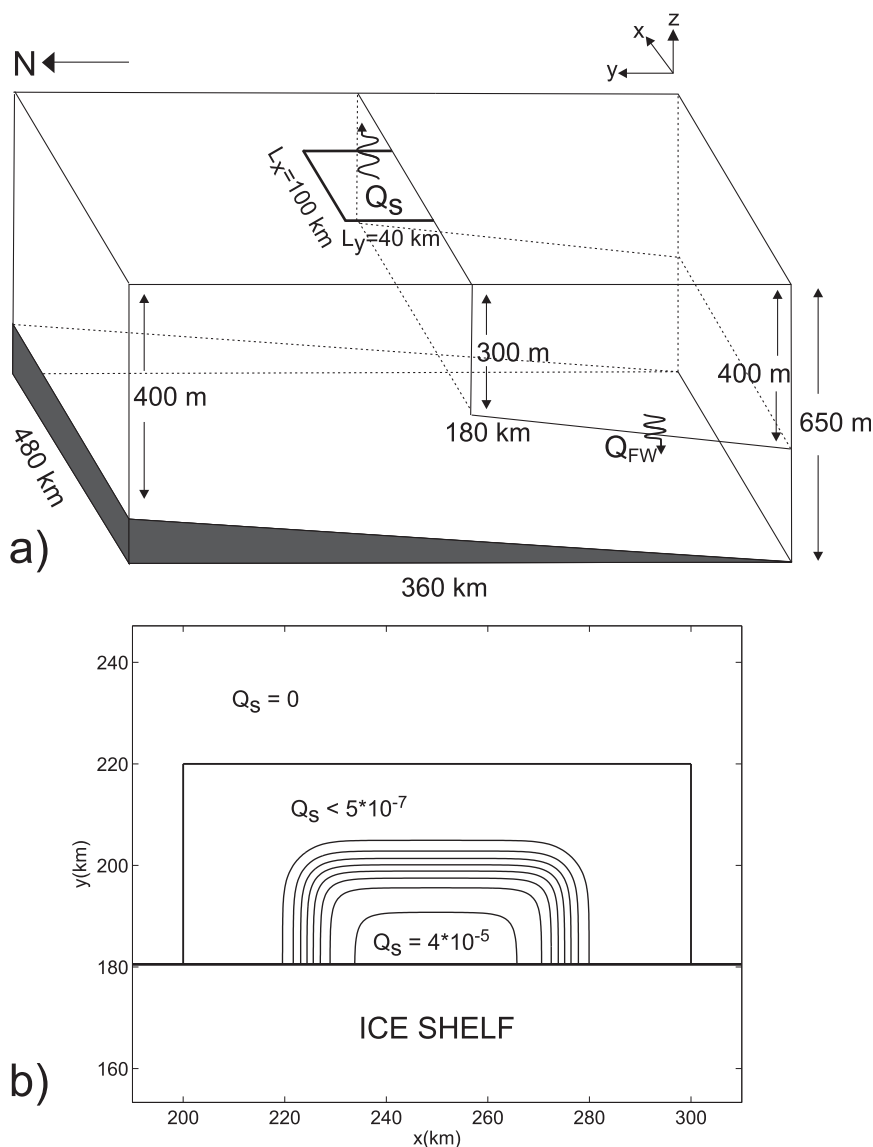 N
z
x
y
Qs
Lx=100 km
Ly=40 km
300 m
400 m
400 m
650 m
180 km
QFW
480 km
a)
360 km
240
Qs = 0
220
Qs < 5*10-7
y(km)
200
Qs = 4*10-5
180
ICE SHELF
160
b)
200
220
240
260
280
300
x(km)